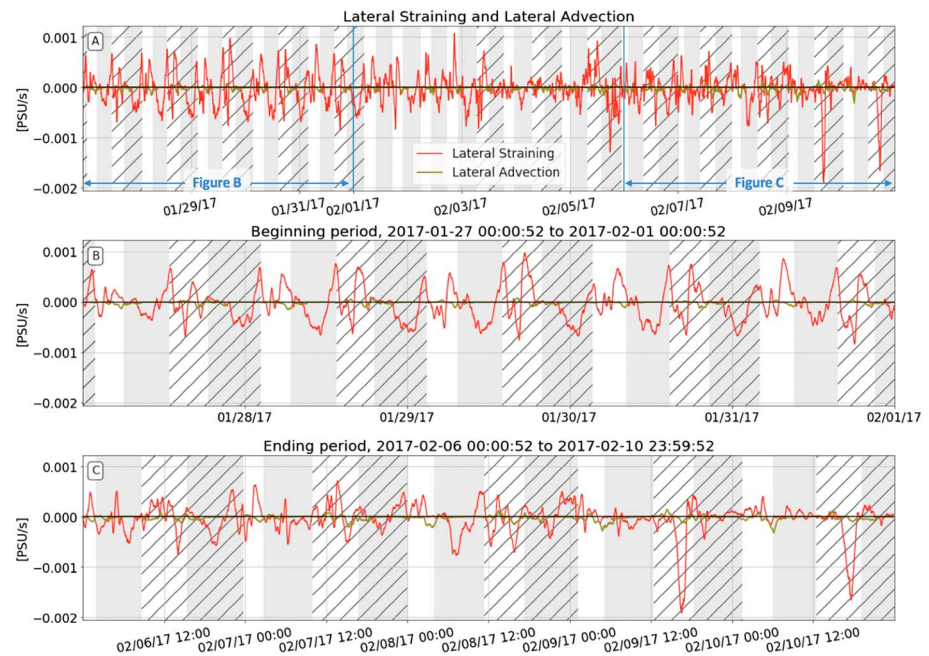 Lateral Straining and Lateral Advection
A
0.001
0.000
−0.001
−0.002
[PSU/s]
Lateral Straining
Lateral Advection
Figure B
Figure C
01/29/17
01/31/17
02/01/17
02/03/17
02/05/17
02/07/17
02/09/17
Beginning period, 2017-01-27 00:00:52 to 2017-02-01 00:00:52
B
0.001
0.000
−0.001
−0.002
[PSU/s]
01/28/17
01/29/17
01/30/17
01/31/17
02/01/17
Ending period, 2017-02-06 00:00:52 to 2017-02-10 23:59:52
C
0.001
0.000
−0.001
−0.002
[PSU/s]
02/06/17 12:00
02/07/17 00:00
02/07/17 12:00
02/08/17 00:00
02/08/17 12:00
02/09/17 00:00
02/09/17 12:00
02/10/17 00:00
02/10/17 12:00